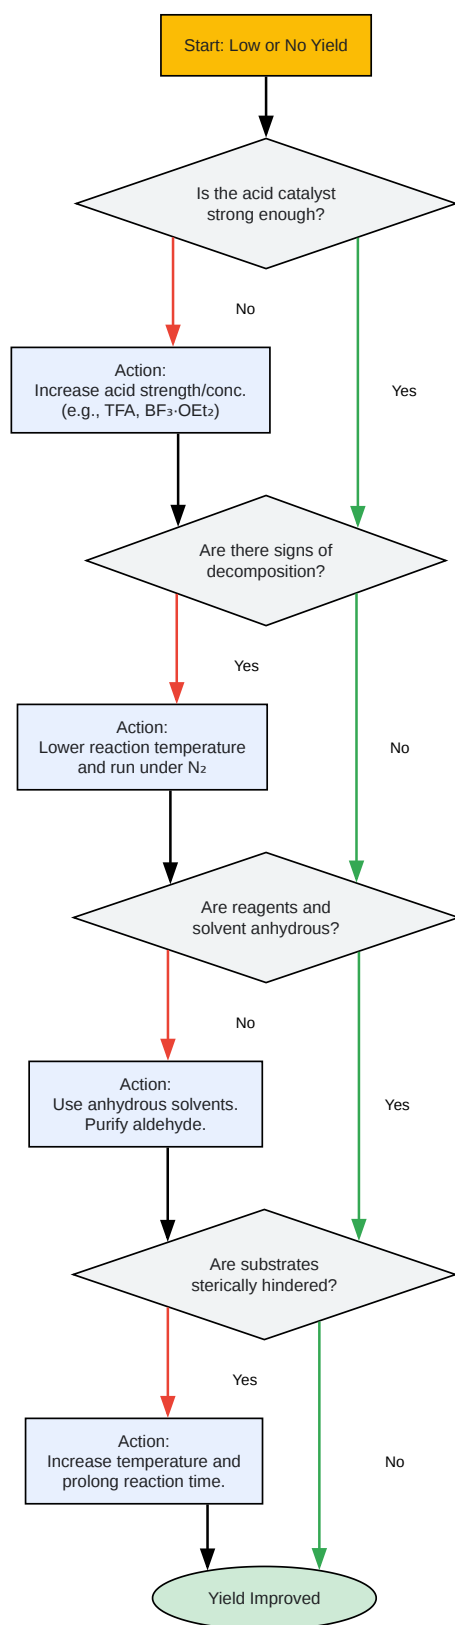 Start: Low or No Yield
Is the acid catalyst
strong enough?
No
Action:
Increase acid strength/conc.
(e.g., TFA, BF₃·OEt₂)
Yes
Are there signs of
decomposition?
Yes
Action:
Lower reaction temperature
and run under N₂
No
Are reagents and
solvent anhydrous?
No
Action:
Use anhydrous solvents.
Purify aldehyde.
Yes
Are substrates
sterically hindered?
Yes
Action:
Increase temperature and
prolong reaction time.
No
Yield Improved